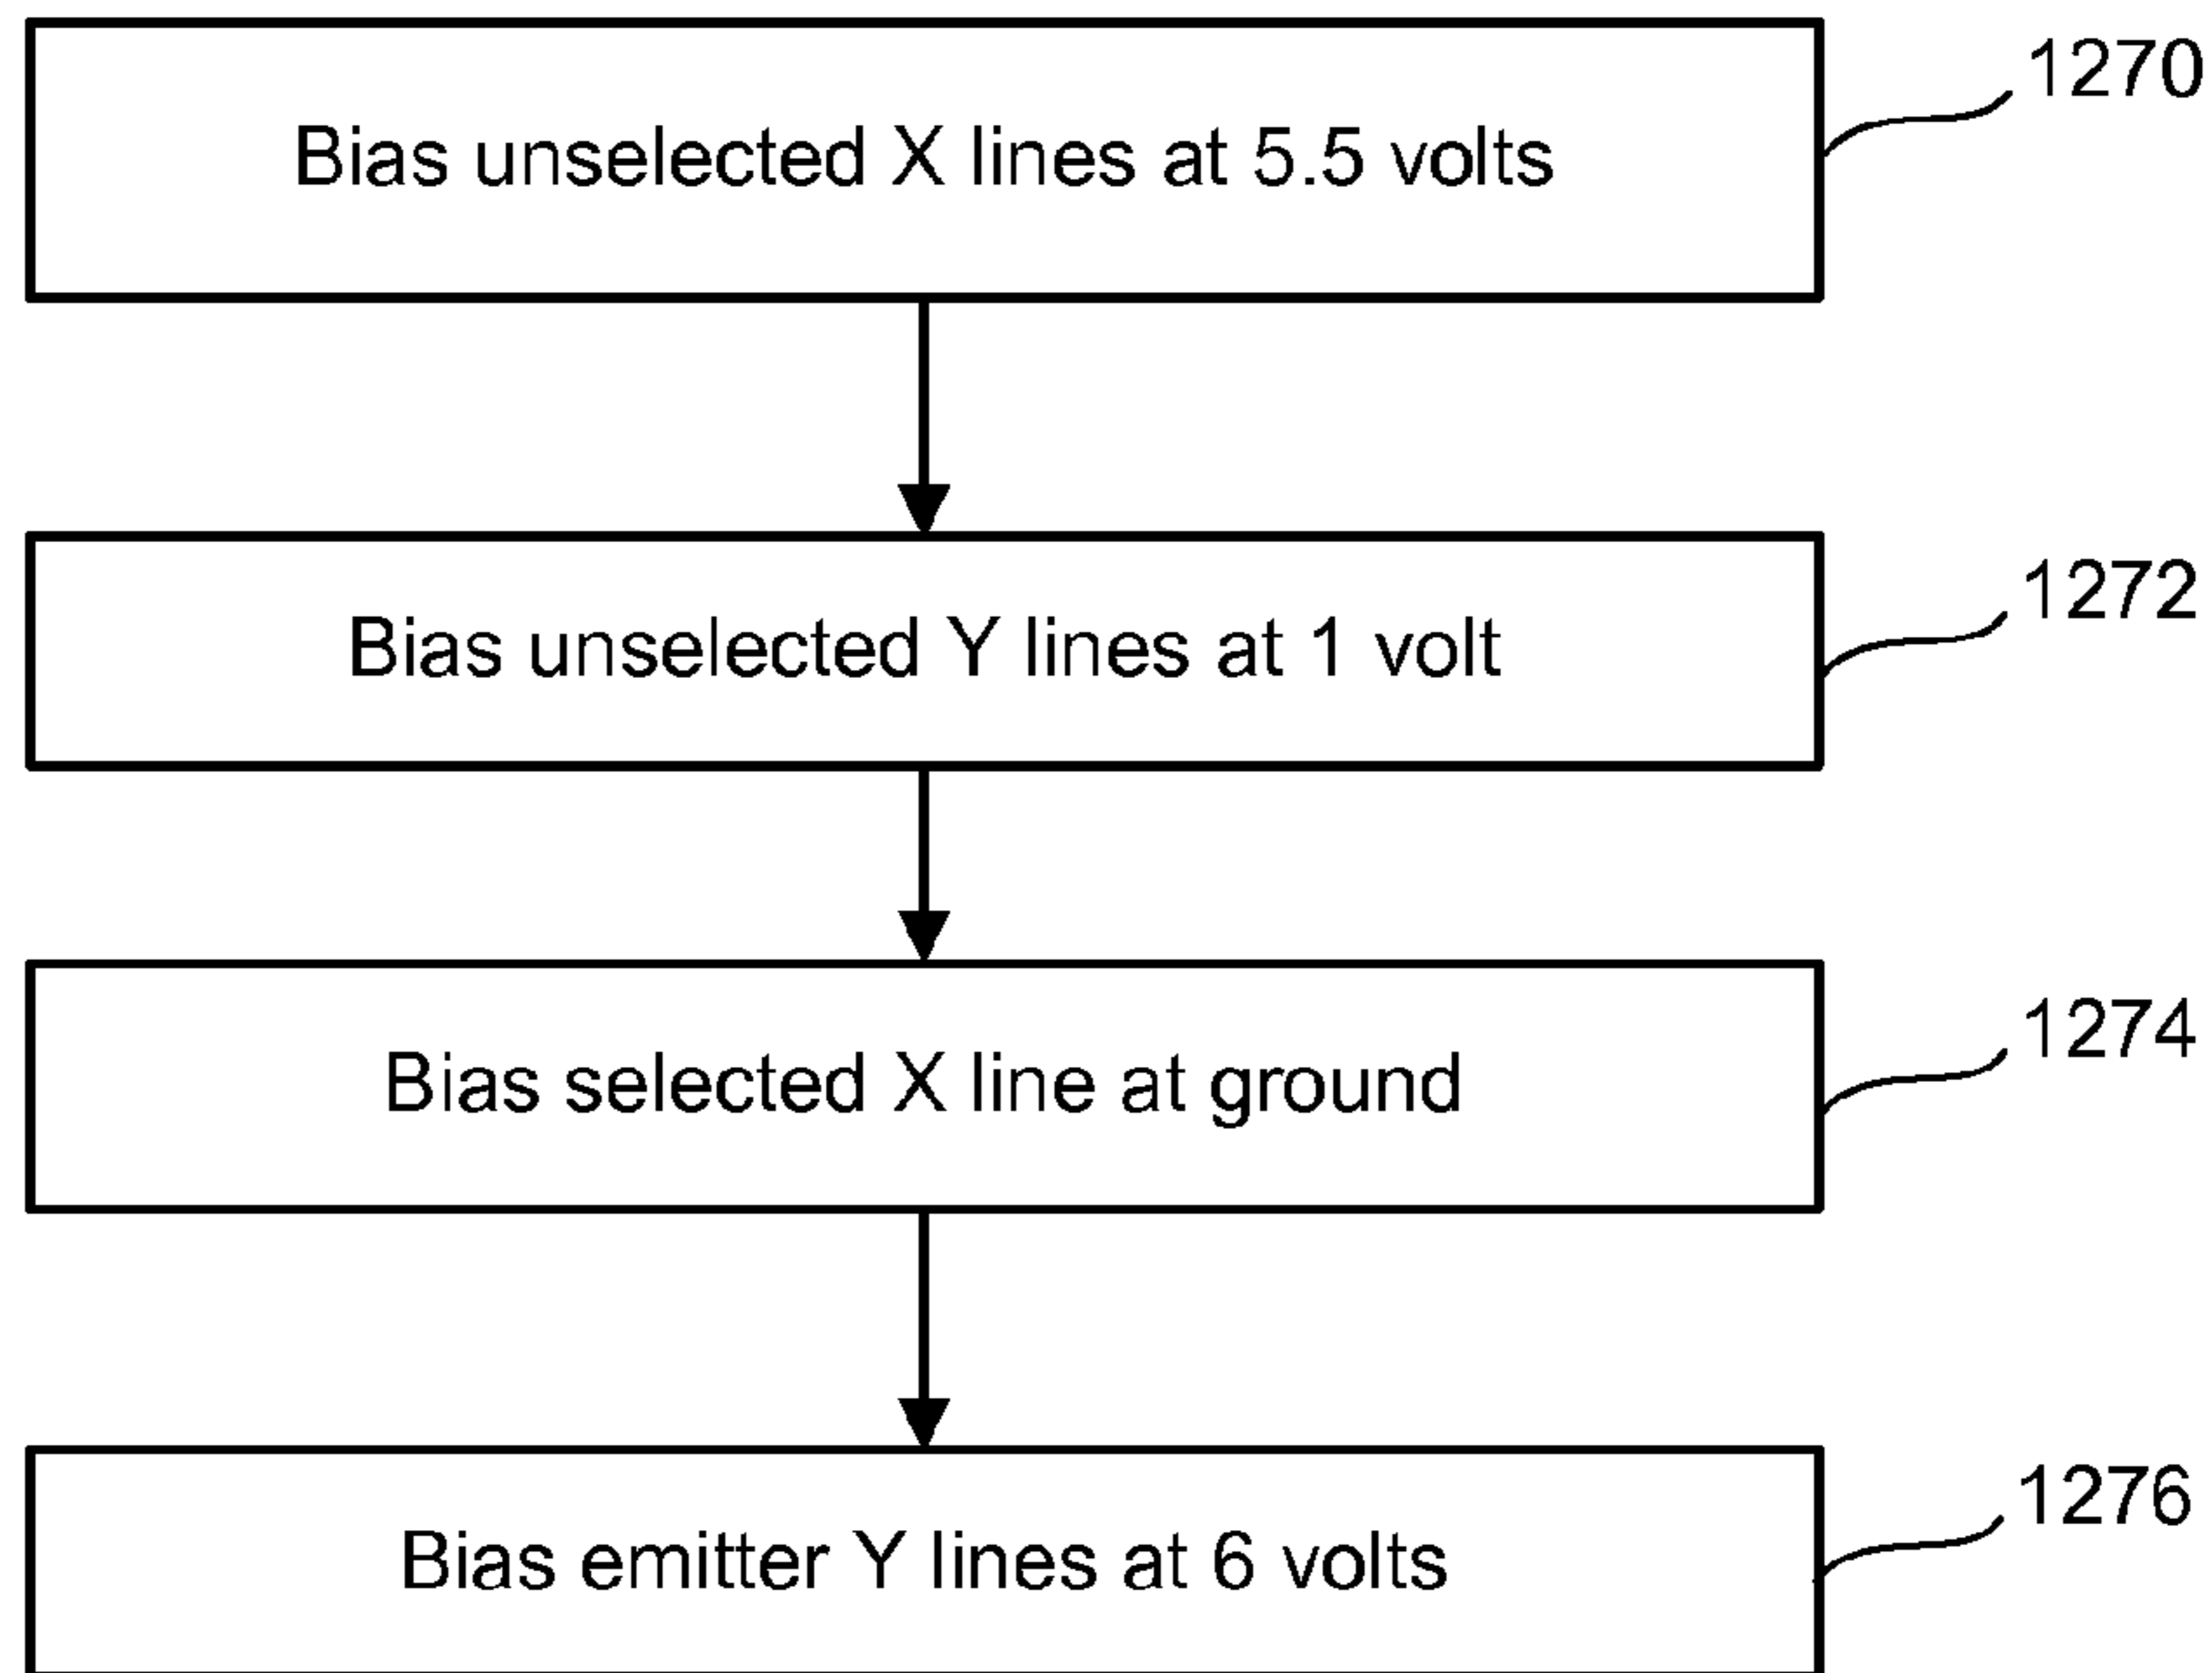 1270
Bias unselected X lines at 5.5 volts
1272
Bias unselected Y lines at 1 volt
1274
Bias selected X line at ground
1276
Bias emitter Y lines at 6 volts